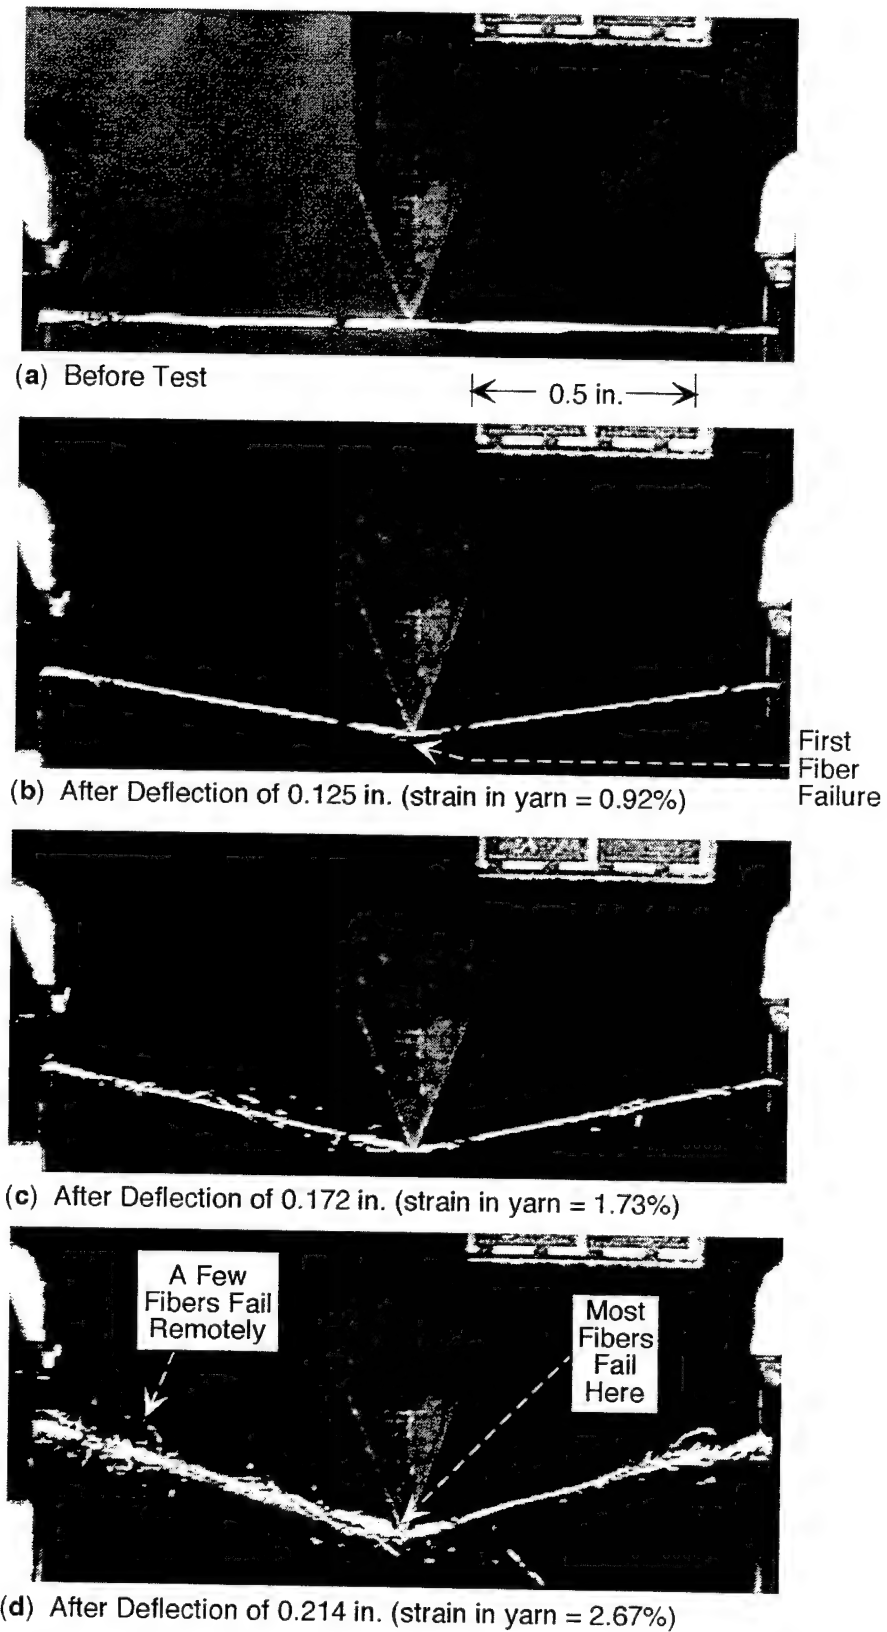 (a) Before Test
0.5 in.
First
Fiber
Failure
(b) After Deflection of 0.125 in. (strain in yarn = 0.92%)
(c) After Deflection of 0.172 in. (strain in yarn = 1.73%)
A Few
Fibers Fail
Remotely
Most
Fibers
Fail
Here
(d) After Deflection of 0.214 in. (strain in yarn = 2.67%)